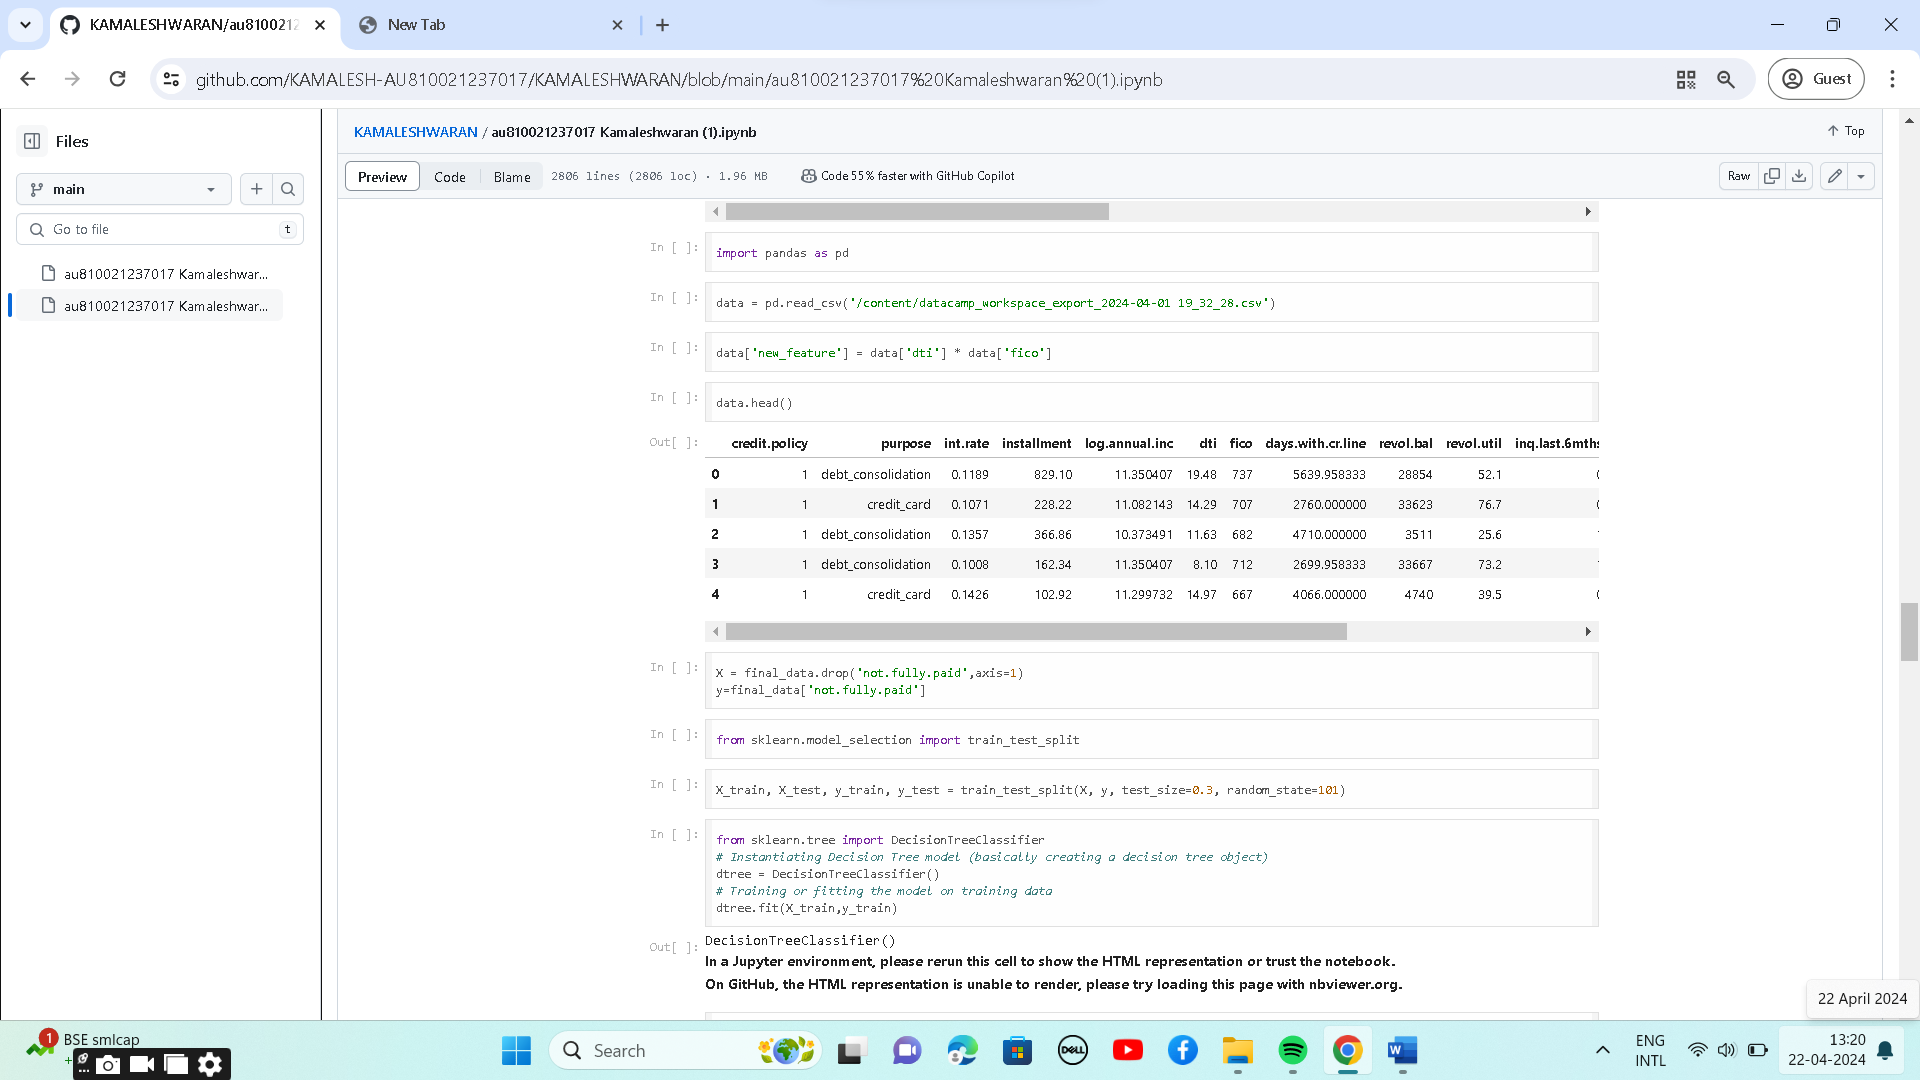 KAMALESHWARAN/au8100212
New Tab
github.com/KAMALESH-AU810021237017/KAMALESHWARAN/blob/main/au810021237017%20Kamaleshwaran%20(1).ipynb
Guest
Files
KAMALESHWARAN / au810021237017 Kamaleshwaran (1).ipynb
Top
main
Preview Code Blame 2806 lines (2806 loc) · 1.96 MB Code 55% faster with GitHub Copilot Raw
Go to file t
au810021237017 Kamaleshwar...
au810021237017 Kamaleshwar...
In [ ]: import pandas as pd
In [ ]: data = pd.read_csv('/content/datacamp_workspace_export_2024-04-01 19_32_28.csv')
In [ ]: data['new_feature'] = data['dti'] * data['fico']
In [ ]: data.head()
Out[ ]: credit.policy purpose int.rate installment log.annual.inc dti fico days.with.cr.line revol.bal revol.util inq.last.6mths
0 1 debt_consolidation 0.1189 829.10 11.350407 19.48 737 5639.958333 28854 52.1
1 1 credit_card 0.1071 228.22 11.082143 14.29 707 2760.000000 33623 76.7
2 1 debt_consolidation 0.1357 366.86 10.373491 11.63 682 4710.000000 3511 25.6
3 1 debt_consolidation 0.1008 162.34 11.350407 8.10 712 2699.958333 33667 73.2
4 1 credit_card 0.1426 102.92 11.299732 14.97 667 4066.000000 4740 39.5
In [ ]: X = final_data.drop('not.fully.paid',axis=1)
y=final_data['not.fully.paid']
In [ ]: from sklearn.model_selection import train_test_split
In [ ]: X_train, X_test, y_train, y_test = train_test_split(X, y, test_size=0.3, random_state=101)
In [ ]: from sklearn.tree import DecisionTreeClassifier
# Instantiating Decision Tree model (basically creating a decision tree object)
dtree = DecisionTreeClassifier()
# Training or fitting the model on training data
dtree.fit(X_train,y_train)
Out[ ]: DecisionTreeClassifier()
In a Jupyter environment, please rerun this cell to show the HTML representation or trust the notebook.
On GitHub, the HTML representation is unable to render, please try loading this page with nbviewer.org.
22 April 2024
1
BSE smlcap
Search
DELL
ENG
INTL
13:20
22-04-2024